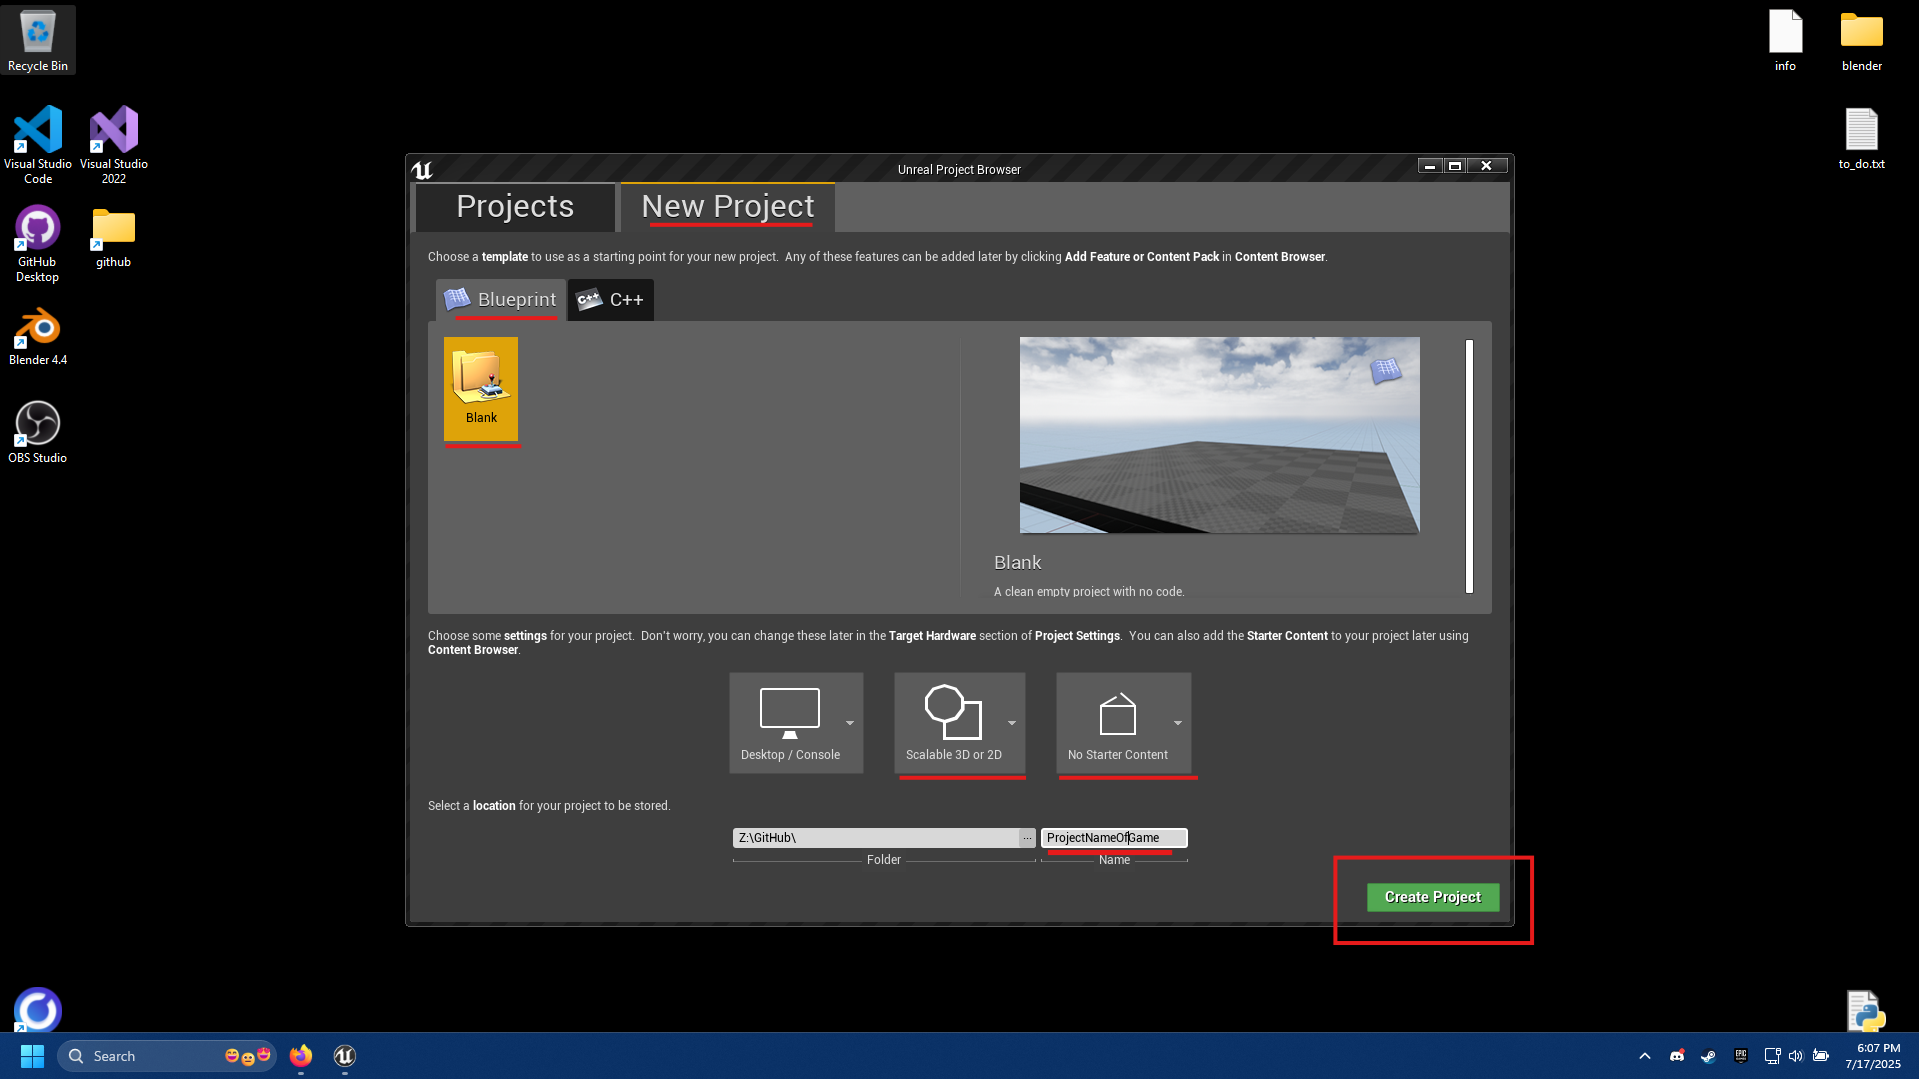 Recycle Bin
info
blender
Visual Studio
Code
Visual Studio
2022
to_do.txt
GitHub
Desktop
github
Blender 4.4
OBS Studio
Unreal Project Browser
Projects
New Project
Choose a template to use as a starting point for your new project.  Any of these features can be added later by clicking Add Feature or Content Pack in Content Browser.
Blueprint
C++
C++
Blank
Blank
A clean empty project with no code.
Choose some settings for your project.  Don't worry, you can change these later in the Target Hardware section of Project Settings.  You can also add the Starter Content to your project later using
Content Browser.
Desktop / Console
Scalable 3D or 2D
No Starter Content
Select a location for your project to be stored.
Z:\GitHub\
...
ProjectNameOfGame
Folder
Name
Create Project
Search
EPIC
6:07 PM
7/17/2025